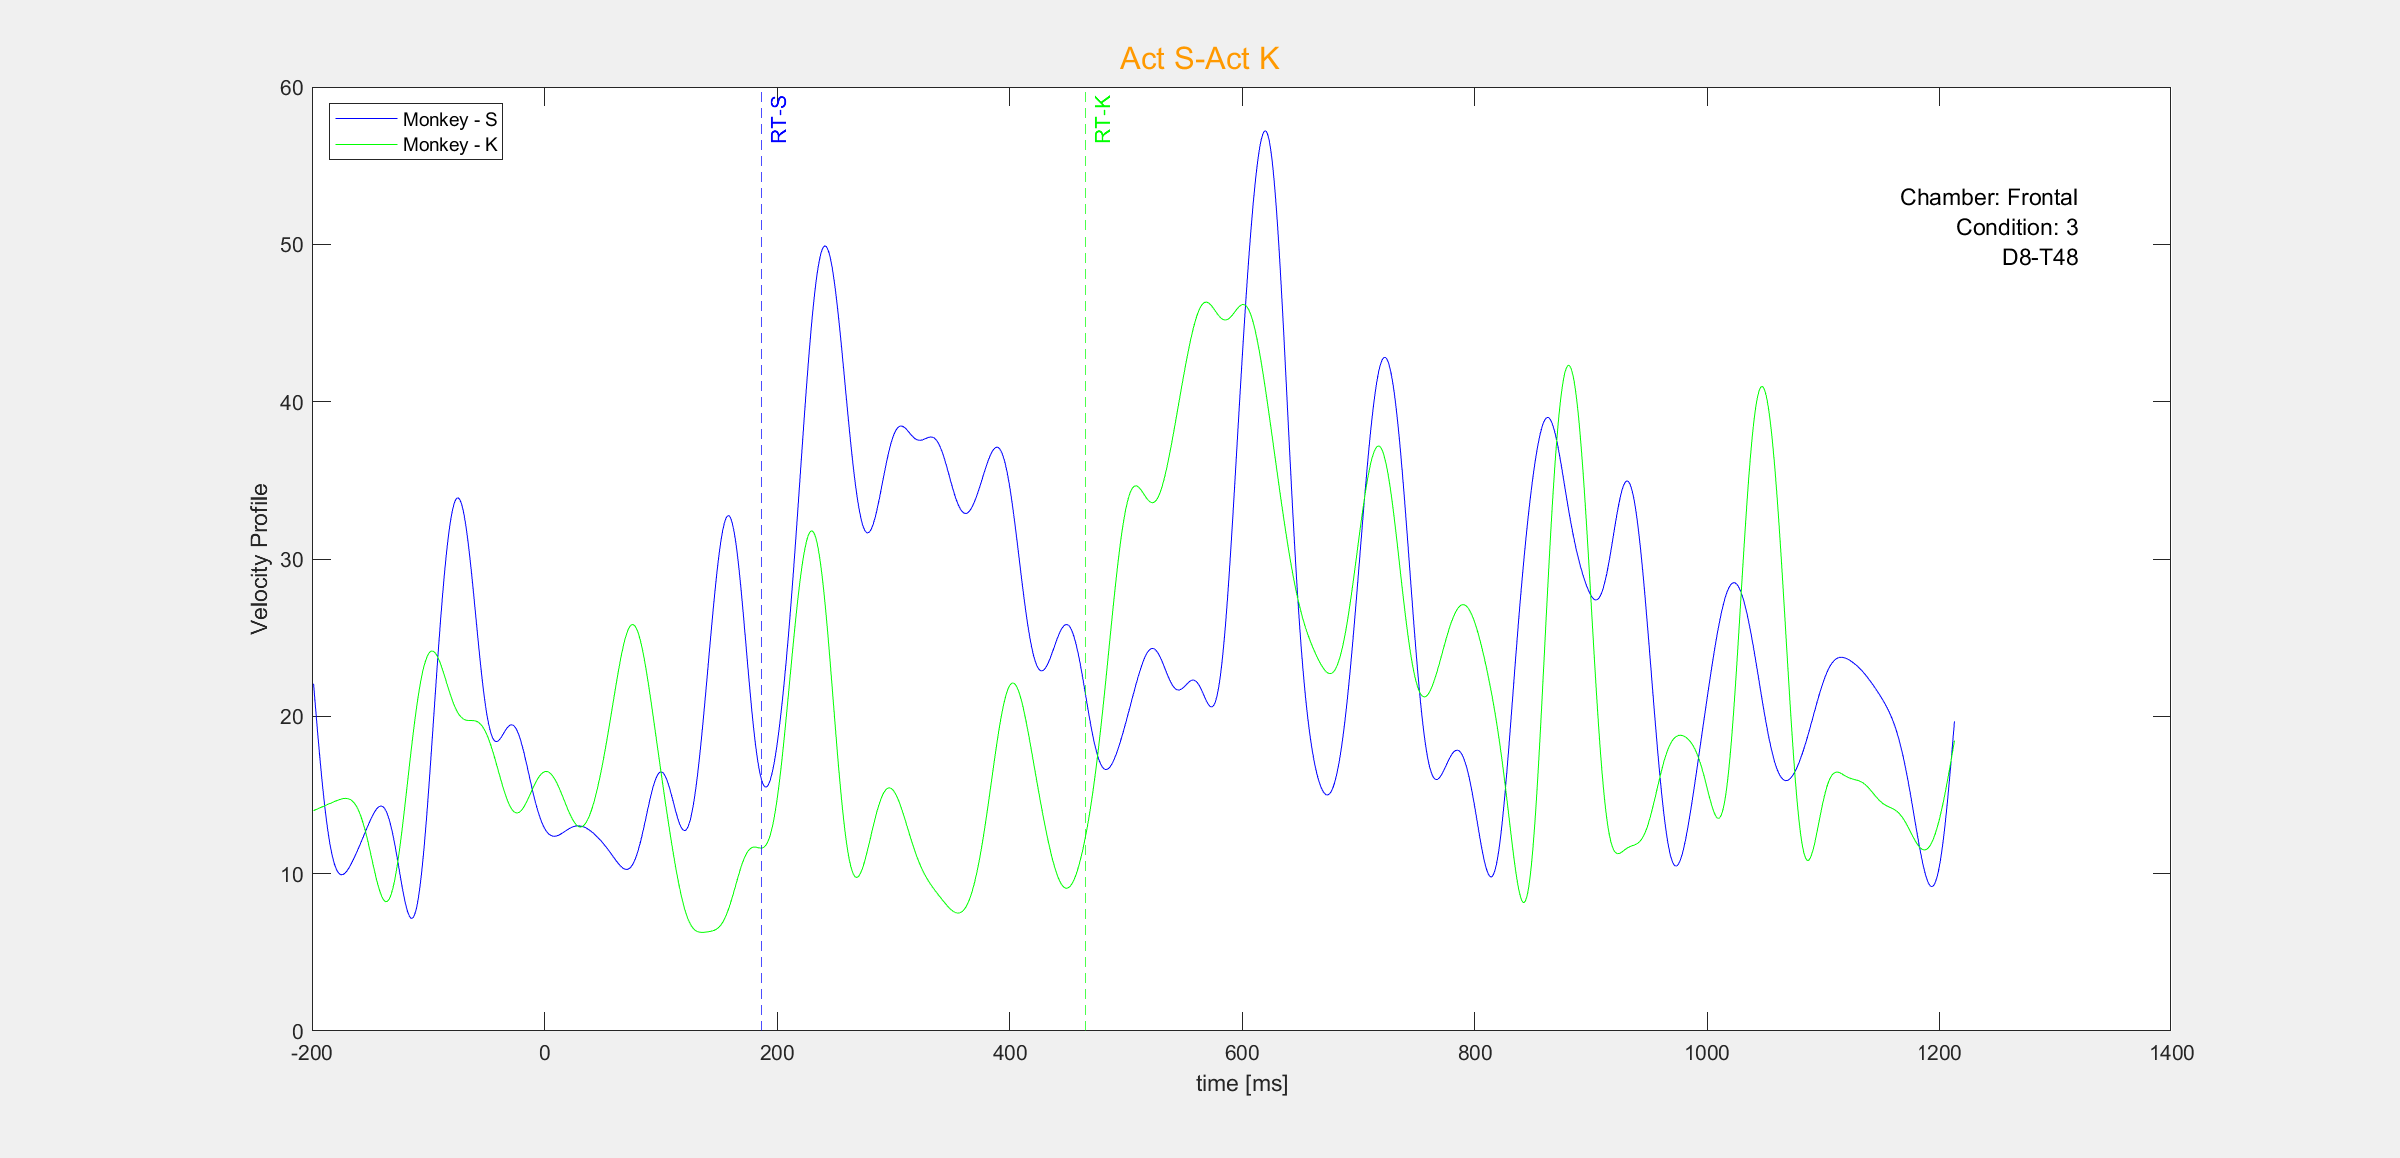 Act S-Act K
Monkey - S
Monkey - K
RT-S
RT-K
Chamber: Frontal
Condition: 3
D8-T48
Velocity Profile
60
50
40
30
20
10
0
-200
0
200
400
600
800
1000
1200
1400
time [ms]